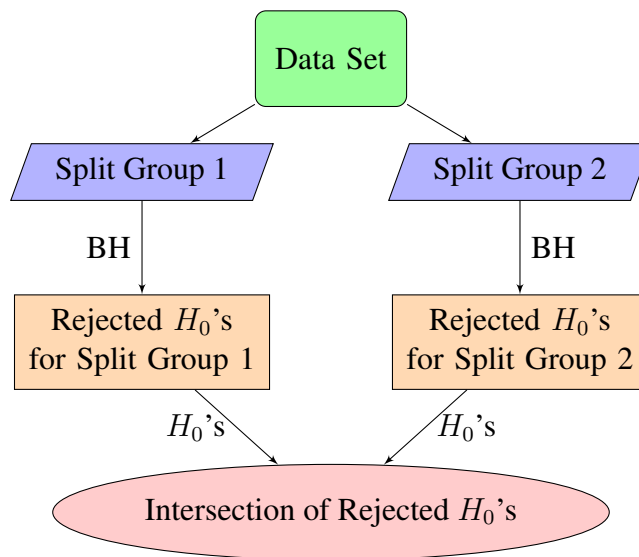 Data Set
Split Group 1
Split Group 2
BH
BH
Rejected H₀'s
for Split Group 1
Rejected H₀'s
for Split Group 2
H₀'s
H₀'s
Intersection of Rejected H₀'s